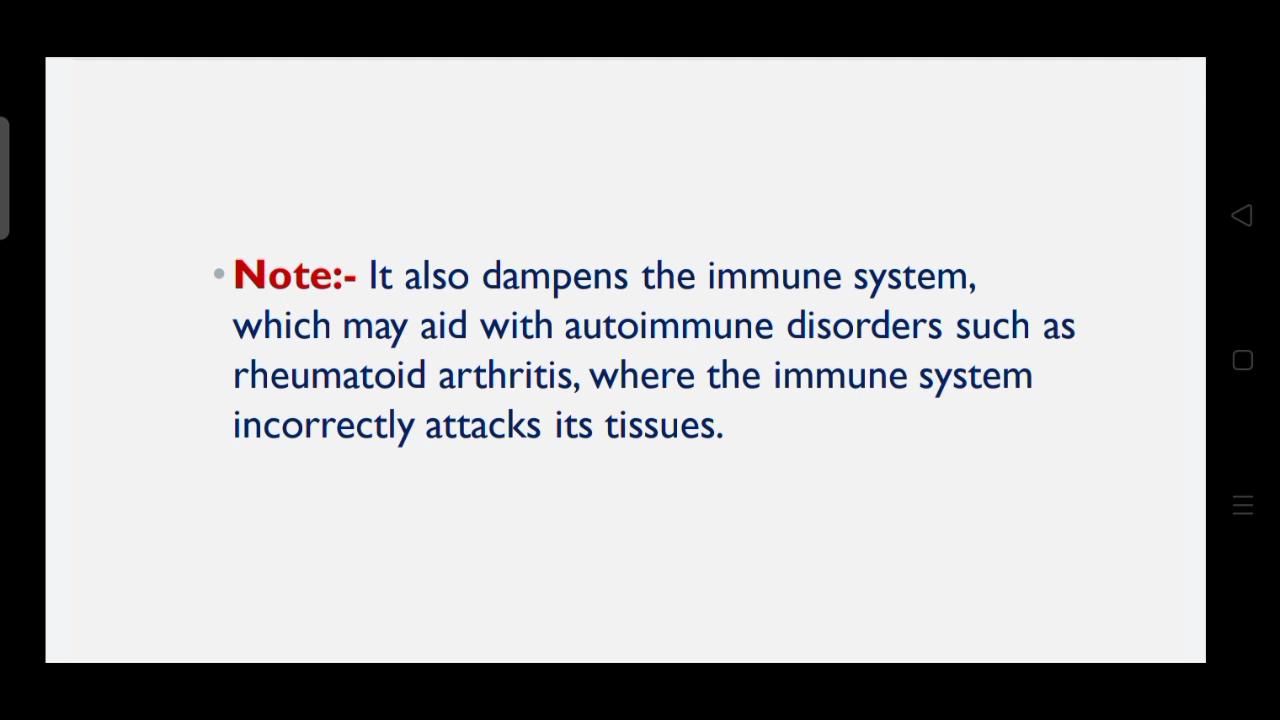 • Note:- It also dampens the immune system,
which may aid with autoimmune disorders such as
rheumatoid arthritis, where the immune system
incorrectly attacks its tissues.